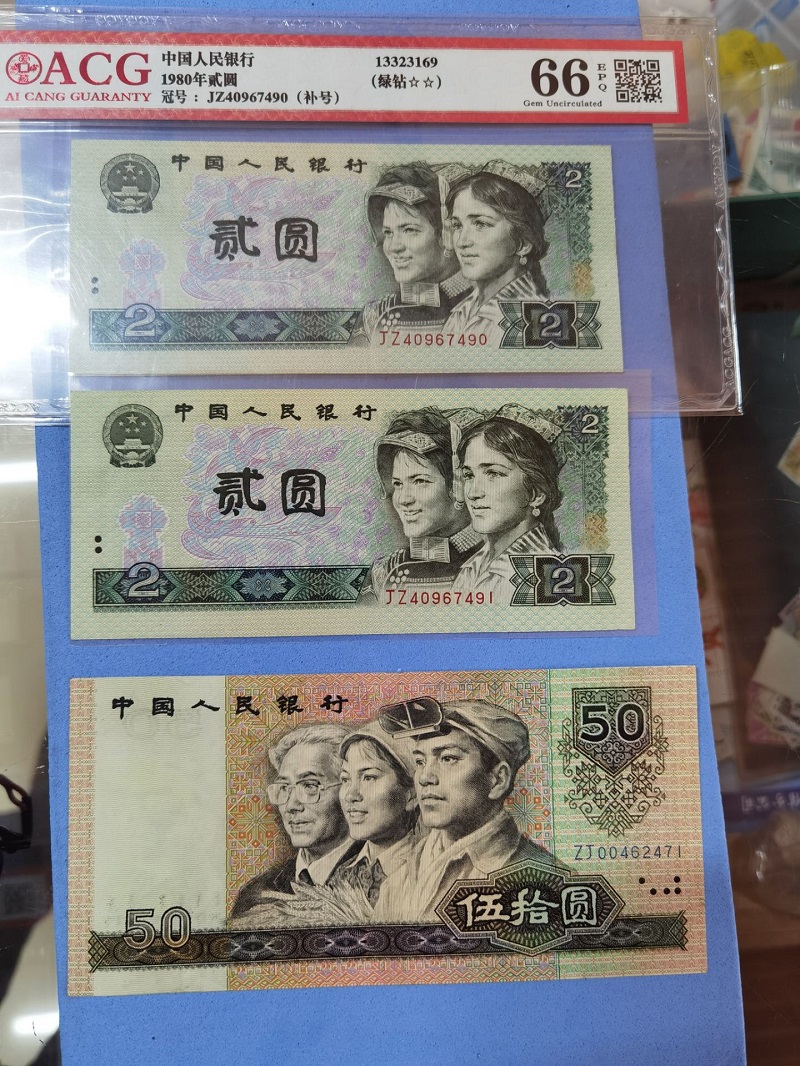 ACG
AI CANG GUARANTY
中国人民银行
1980年贰圆
冠号：JZ40967490（补号）
13323169
（绿钻☆☆）
66
EPQ
Gem Uncirculated
中国人民银行
2
贰圆
2
2
JZ40967490
中国人民银行
2
贰圆
2
2
JZ40967491
中国人民银行
50
ZJ00462471
伍拾圆
50